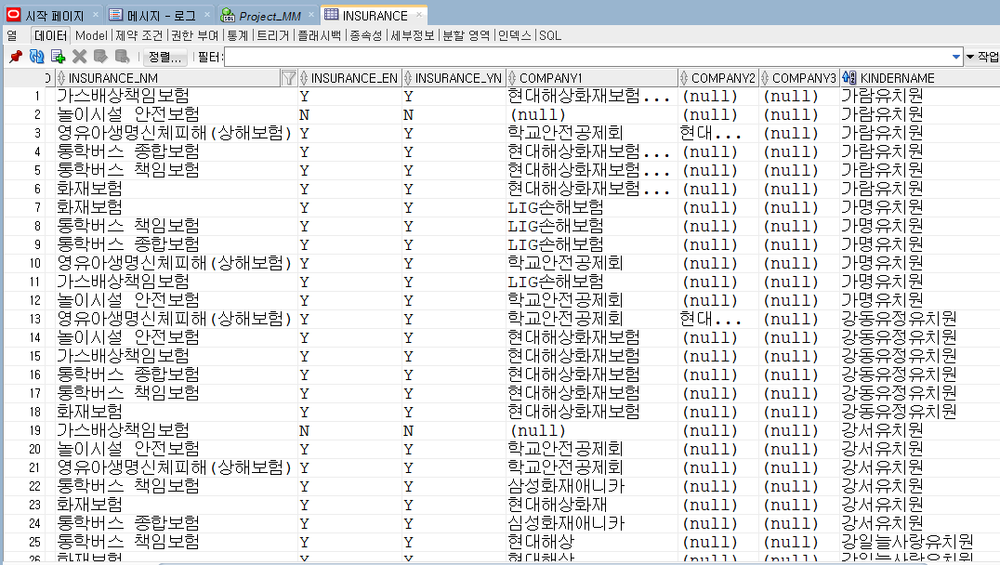 시작 페이지 메시지 - 로그 Project_MM INSURANCE
열 데이터 Model 제약 조건 권한 부여 통계 트리거 플래시백 종속성 세부정보 분할 영역 인덱스 SQL
정렬... 필터: 작업
INSURANCE_NM INSURANCE_EN INSURANCE_YN COMPANY1 COMPANY2 COMPANY3 KINDERNAME
1 가스배상책임보험 Y Y 현대해상화재보험... (null) (null) 가람유치원
2 놀이시설 안전보험 N N (null) (null) (null) 가람유치원
3 영유아생명신체피해(상해보험) Y Y 학교안전공제회 현대... (null) 가람유치원
4 통학버스 종합보험 Y Y 현대해상화재보험... (null) (null) 가람유치원
5 통학버스 책임보험 Y Y 현대해상화재보험... (null) (null) 가람유치원
6 화재보험 Y Y 현대해상화재보험... (null) (null) 가람유치원
7 화재보험 Y Y LIG손해보험 (null) (null) 가명유치원
8 통학버스 책임보험 Y Y LIG손해보험 (null) (null) 가명유치원
9 통학버스 종합보험 Y Y LIG손해보험 (null) (null) 가명유치원
10 영유아생명신체피해(상해보험) Y Y 학교안전공제회 (null) (null) 가명유치원
11 가스배상책임보험 Y Y LIG손해보험 (null) (null) 가명유치원
12 놀이시설 안전보험 Y Y 학교안전공제회 (null) (null) 가명유치원
13 영유아생명신체피해(상해보험) Y Y 학교안전공제회 현대... (null) 강동유정유치원
14 놀이시설 안전보험 Y Y 현대해상화재보험 (null) (null) 강동유정유치원
15 가스배상책임보험 Y Y 현대해상화재보험 (null) (null) 강동유정유치원
16 통학버스 종합보험 Y Y 현대해상화재보험 (null) (null) 강동유정유치원
17 통학버스 책임보험 Y Y 현대해상화재보험 (null) (null) 강동유정유치원
18 화재보험 Y Y 현대해상화재보험 (null) (null) 강동유정유치원
19 가스배상책임보험 N N (null) (null) (null) 강서유치원
20 놀이시설 안전보험 Y Y 학교안전공제회 (null) (null) 강서유치원
21 영유아생명신체피해(상해보험) Y Y 학교안전공제회 (null) (null) 강서유치원
22 통학버스 책임보험 Y Y 삼성화재애니카 (null) (null) 강서유치원
23 화재보험 Y Y 현대해상화재 (null) (null) 강서유치원
24 통학버스 종합보험 Y Y 심성화재애니카 (null) (null) 강서유치원
25 통학버스 책임보험 Y Y 현대해상 (null) (null) 강일늘사랑유치원
26 화재보험 Y Y 현대해상 (null) (null) 강일늘사랑유치원